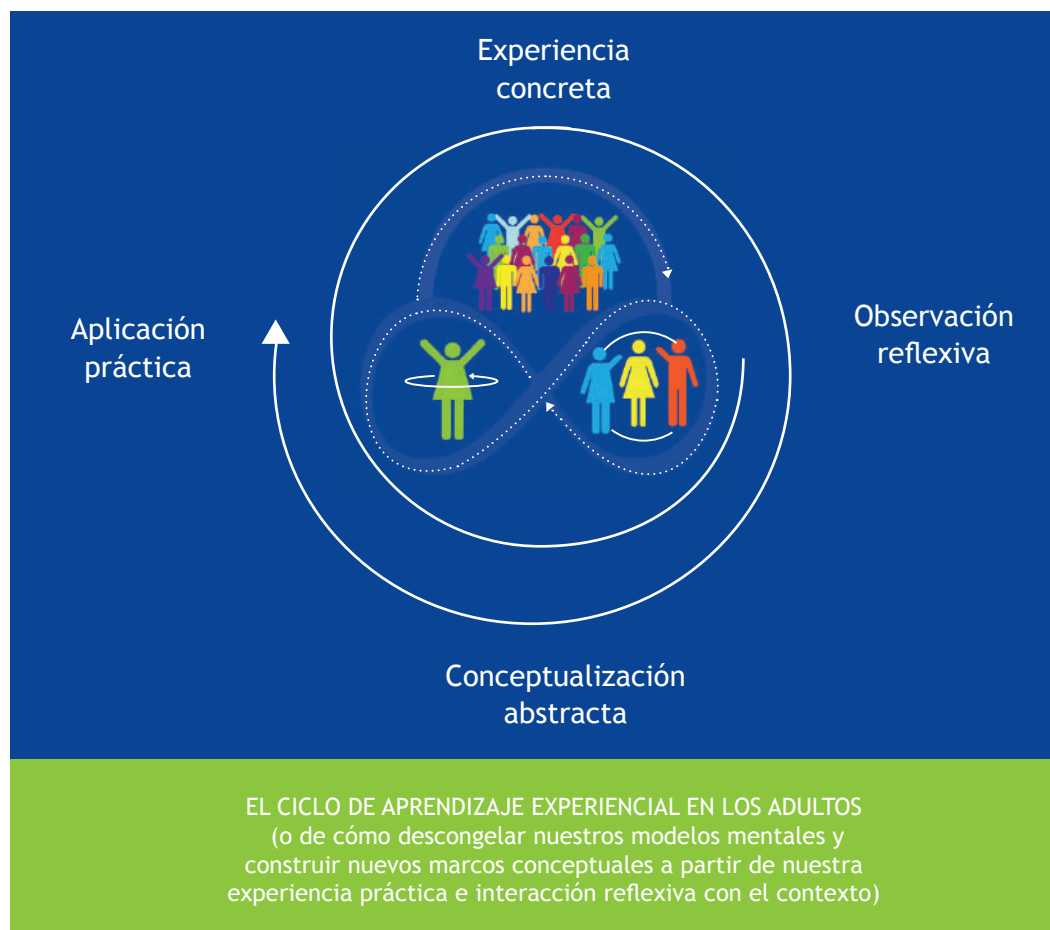 Experiencia
concreta
Aplicación
práctica
Observación
reflexiva
Conceptualización
abstracta
EL CICLO DE APRENDIZAJE EXPERIENCIAL EN LOS ADULTOS
(o de cómo descongelar nuestros modelos mentales y
construir nuevos marcos conceptuales a partir de nuestra
experiencia práctica e interacción reflexiva con el contexto)